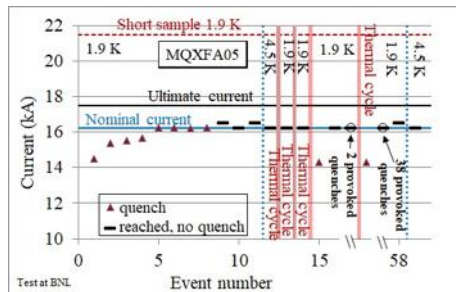 Short sample 1.9 K
1.9 K
MQXFA05
4.5 K
1.9 K
1.9 K
1.9 K
Thermal cycle
1.9 K
4.5 K
Ultimate current
Nominal current
Thermal cycle
Thermal cycle
Thermal cycle
2 provoked
quenches
38 provoked
quenches
quench
reached, no quench
Current (kA)
22
20
18
16
14
12
10
0
5
10
15
58
Test at BNL
Event number